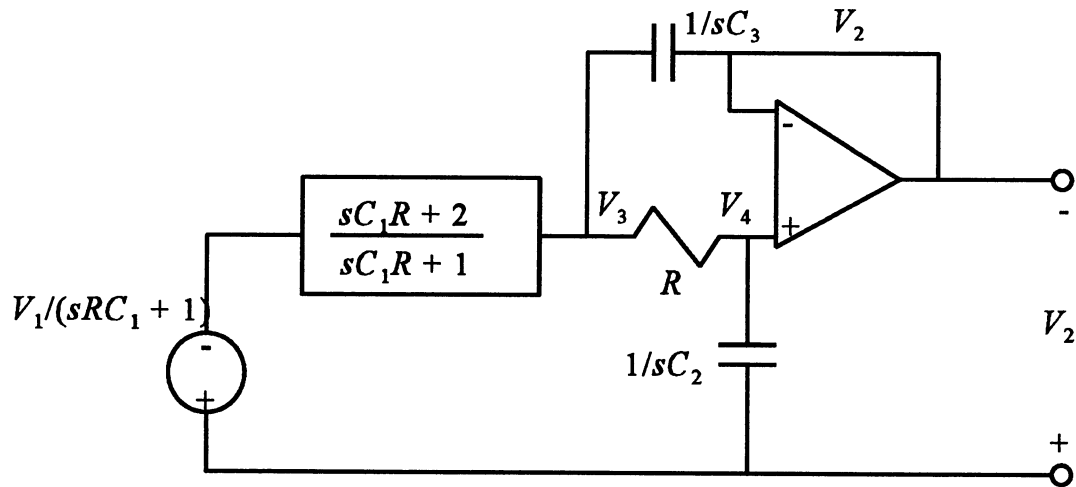 1/sC₃
V₂
-
V₃
V₄
+
-
sC₁R + 2
sC₁R + 1
R
V₁/(sRC₁ + 1)
-
+
1/sC₂
V₂
+